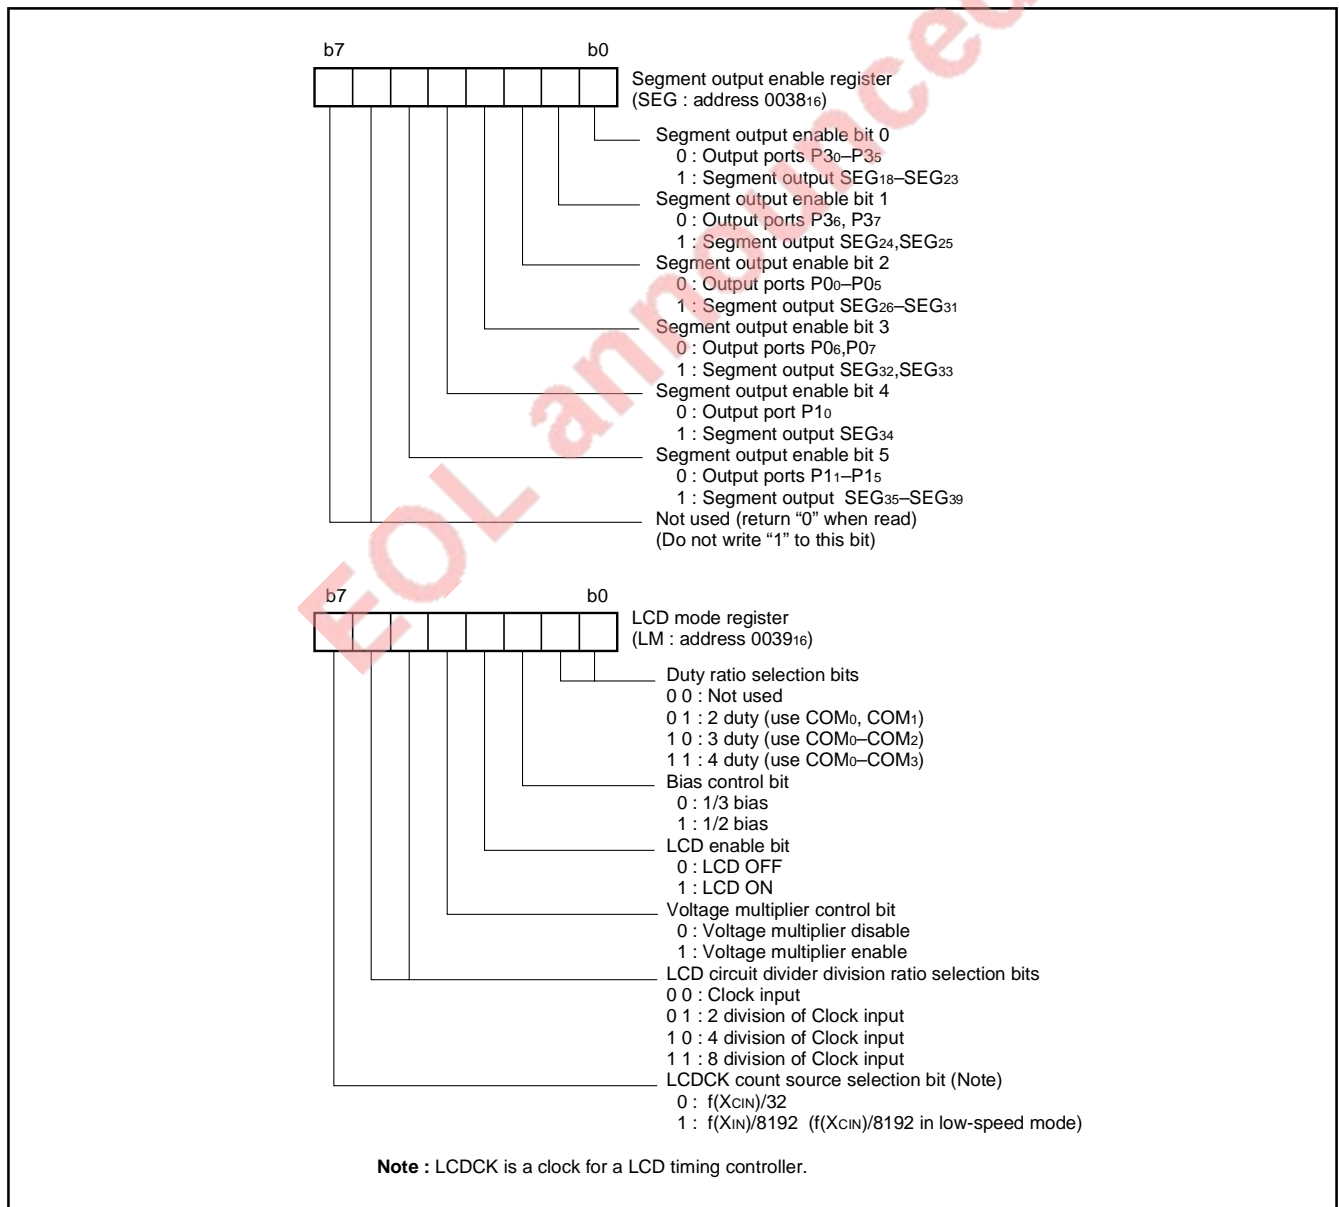 b7 b0
Segment output enable register
(SEG : address 003816)
Segment output enable bit 0
0 : Output ports P30–P35
1 : Segment output SEG18–SEG23
Segment output enable bit 1
0 : Output ports P36, P37
1 : Segment output SEG24,SEG25
Segment output enable bit 2
0 : Output ports P00–P05
1 : Segment output SEG26–SEG31
Segment output enable bit 3
0 : Output ports P06,P07
1 : Segment output SEG32,SEG33
Segment output enable bit 4
0 : Output port P10
1 : Segment output SEG34
Segment output enable bit 5
0 : Output ports P11–P15
1 : Segment output SEG35–SEG39
Not used (return “0” when read)
(Do not write “1” to this bit)
b7 b0
LCD mode register
(LM : address 003916)
Duty ratio selection bits
0 0 : Not used
0 1 : 2 duty (use COM0, COM1)
1 0 : 3 duty (use COM0–COM2)
1 1 : 4 duty (use COM0–COM3)
Bias control bit
0 : 1/3 bias
1 : 1/2 bias
LCD enable bit
0 : LCD OFF
1 : LCD ON
Voltage multiplier control bit
0 : Voltage multiplier disable
1 : Voltage multiplier enable
LCD circuit divider division ratio selection bits
0 0 : Clock input
0 1 : 2 division of Clock input
1 0 : 4 division of Clock input
1 1 : 8 division of Clock input
LCDCK count source selection bit (Note)
0 : f(XCIN)/32
1 : f(XIN)/8192 (f(XCIN)/8192 in low-speed mode)
Note : LCDCK is a clock for a LCD timing controller.
EOL announced